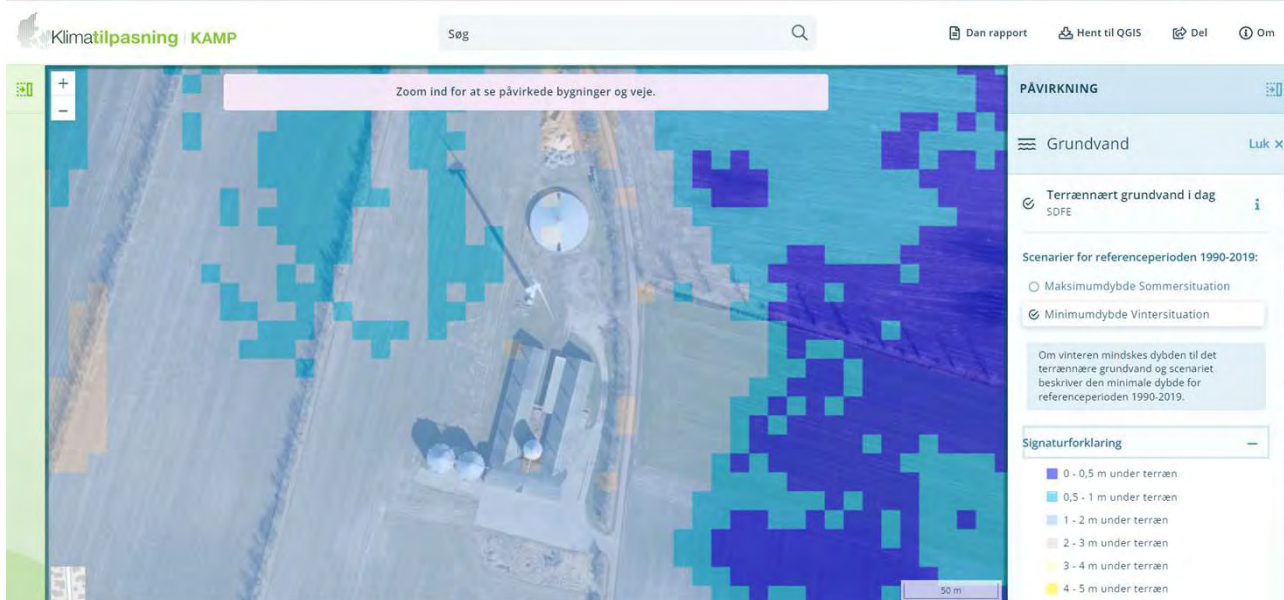 Klimatilpasning | KAMP
Søg
Dan rapport
Hent til QGIS
Del
Om
+
−
Zoom ind for at se påvirkede bygninger og veje.
50 m
PÅVIRKNING
Grundvand
Luk ×
Terrænnært grundvand i dag
SDFE
Scenarier for referenceperioden 1990-2019:
Maksimumdybde Sommersituation
Minimumdybde Vintersituation
Om vinteren mindskes dybden til det
terrænnære grundvand og scenariet
beskriver den minimale dybde for
referenceperioden 1990-2019.
Signaturforklaring −
0 - 0,5 m under terræn
0,5 - 1 m under terræn
1 - 2 m under terræn
2 - 3 m under terræn
3 - 4 m under terræn
4 - 5 m under terræn